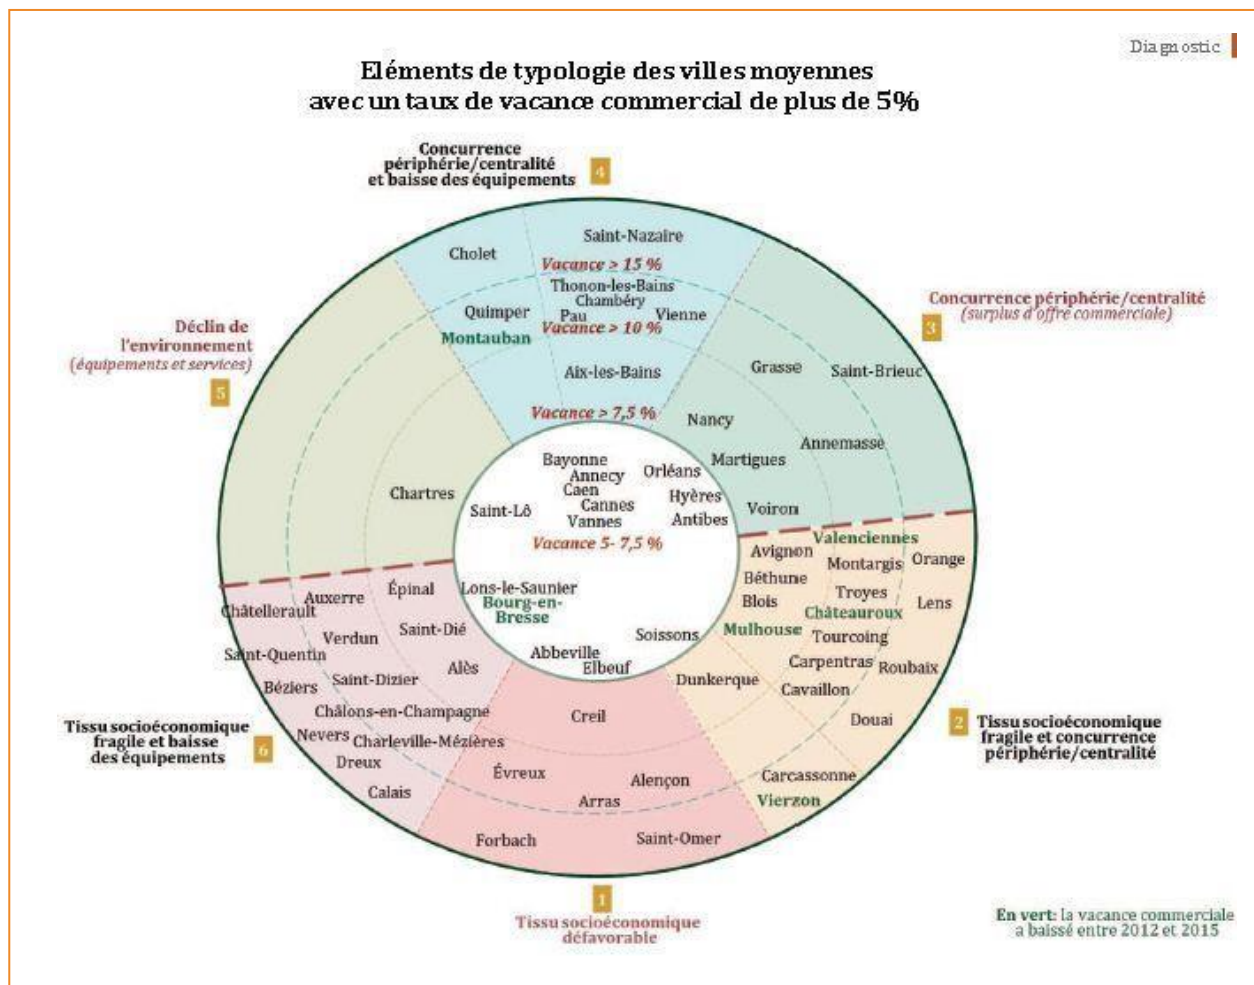 Diagnostic
Eléments de typologie des villes moyennes
avec un taux de vacance commercial de plus de 5%
Concurrence
périphérie/centralité
et baisse des équipements
4
Cholet
Saint-Nazaire
Vacance > 15 %
Thonon-les-Bains
Chambéry
Quimper
Pau
Vienne
Montauban
Vacance > 10 %
Aix-les-Bains
Vacance > 7,5 %
Concurrence périphérie/centralité
(surplus d'offre commerciale)
3
Grasse
Saint-Brieuc
Nancy
Annemasse
Martigues
Voiron
Déclin de
l'environnement
(équipements et services)
5
Chartres
Bayonne
Annecy
Orléans
Caen
Cannes
Hyères
Saint-Lô
Vannes
Antibes
Vacance 5- 7,5 %
Lons-le-Saunier
Bourg-en-
Bresse
Soissons
Abbeville
Elbeuf
Valenciennes
Avignon
Montargis
Orange
Béthune
Troyes
Blois
Châteauroux
Lens
Mulhouse
Tourcoing
Carpentras
Roubaix
Dunkerque
Cavaillon
Douai
Carcassonne
Vierzon
2
Tissu socioéconomique
fragile et concurrence
périphérie/centralité
Épinal
Auxerre
Châtellerault
Saint-Dié
Verdun
Saint-Quentin
Alès
Saint-Dizier
Béziers
Châlons-en-Champagne
Nevers
Charleville-Mézières
Dreux
Calais
Tissu socioéconomique
fragile et baisse
des équipements
6
Creil
Évreux
Alençon
Arras
Forbach
Saint-Omer
1
Tissu socioéconomique
défavorable
En vert: la vacance commerciale
a baissé entre 2012 et 2015